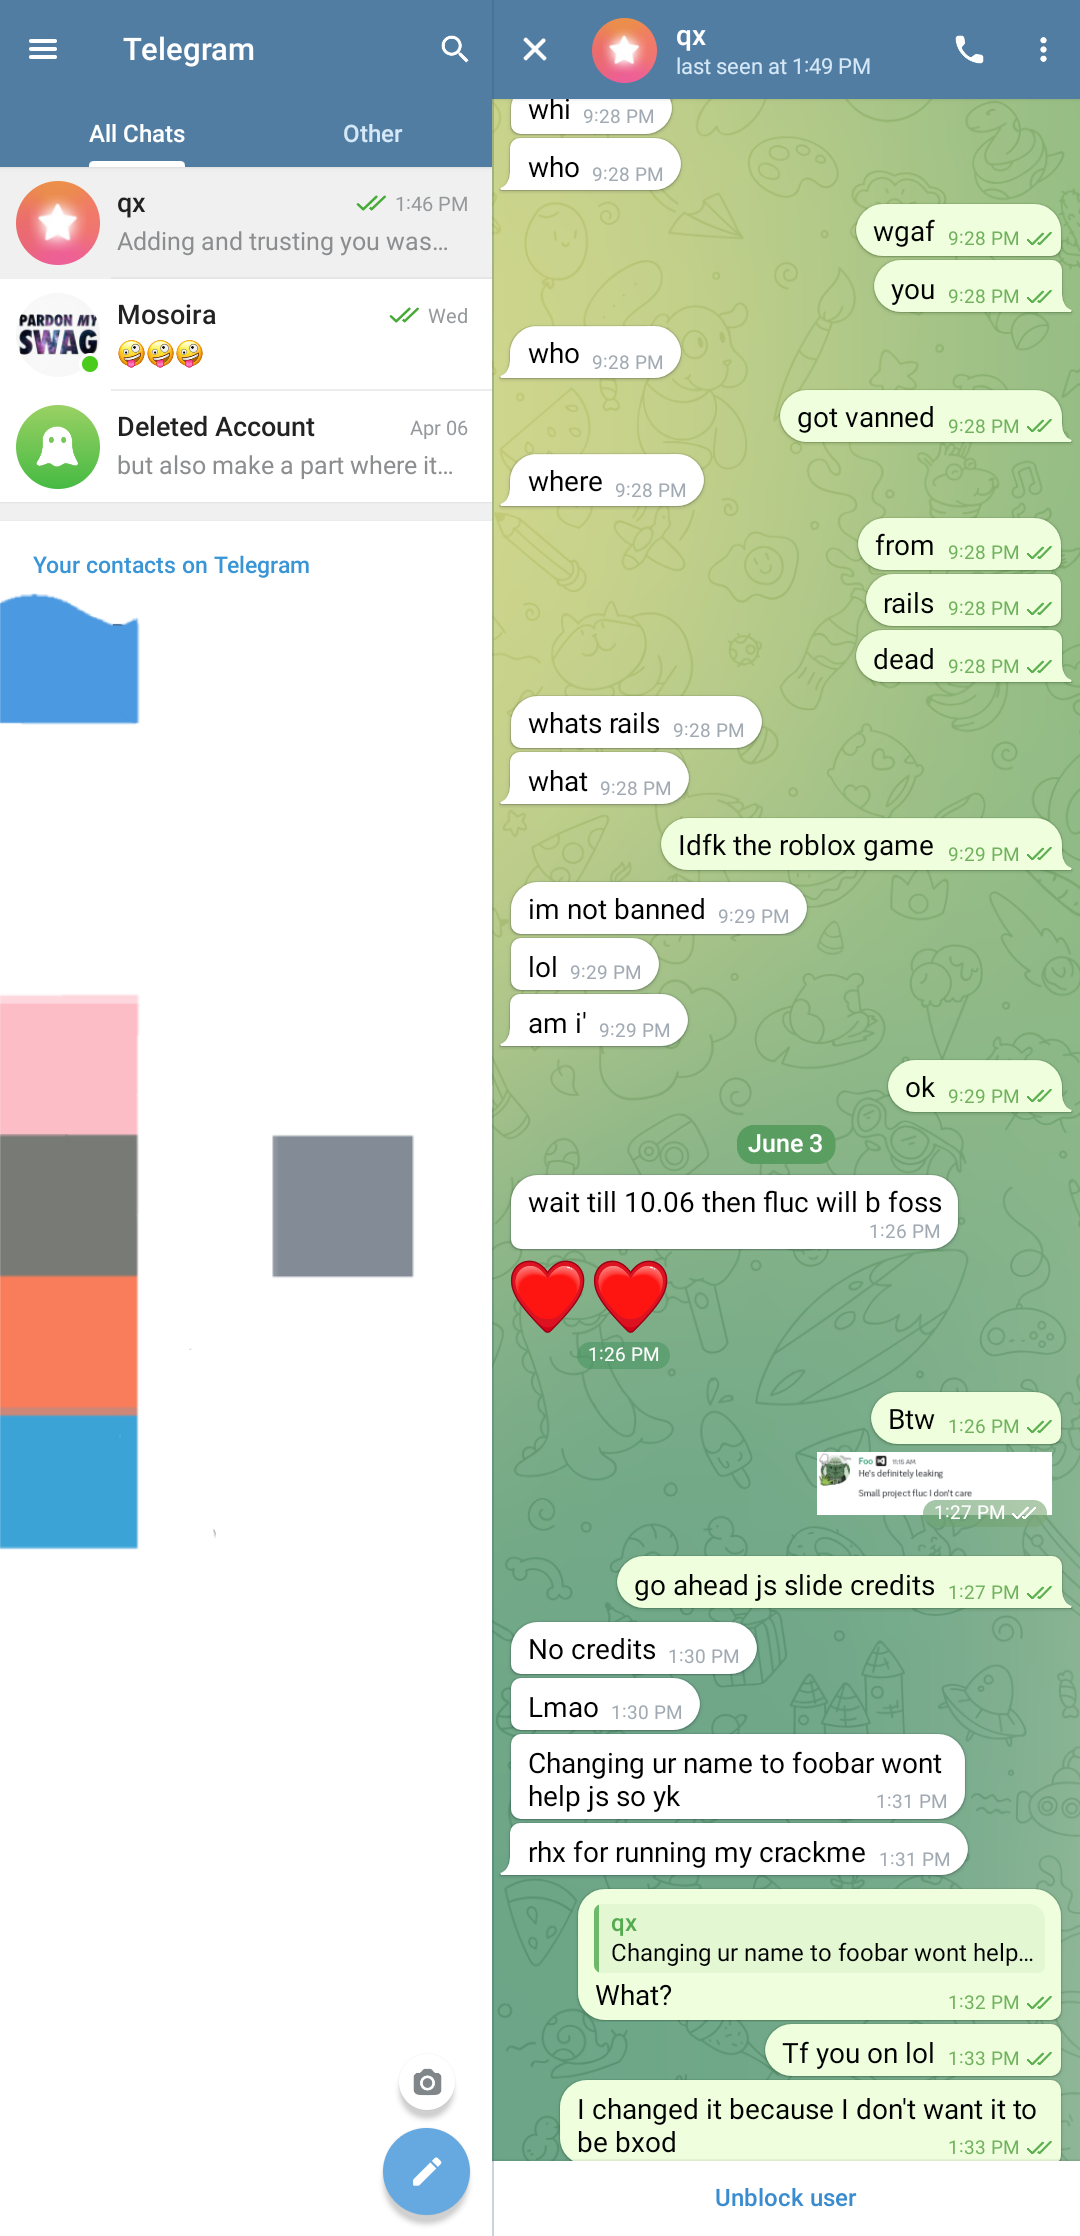 Telegram
All Chats
Other
qx
1:46 PM
Adding and trusting you was...
PARDON MY
SWAG
Mosoira
Wed
🤪🤪🤪
Deleted Account
Apr 06
but also make a part where it...
Your contacts on Telegram
qx
last seen at 1:49 PM
whi 9:28 PM
who 9:28 PM
wgaf 9:28 PM
you 9:28 PM
who 9:28 PM
got vanned 9:28 PM
where 9:28 PM
from 9:28 PM
rails 9:28 PM
dead 9:28 PM
whats rails 9:28 PM
what 9:28 PM
Idfk the roblox game 9:29 PM
im not banned 9:29 PM
lol 9:29 PM
am i' 9:29 PM
ok 9:29 PM
June 3
wait till 10.06 then fluc will b foss
1:26 PM
❤️❤️
1:26 PM
Btw 1:26 PM
Foo 11:15 AM
He's definitely leaking
Small project fluc I don't care
1:27 PM
go ahead js slide credits 1:27 PM
No credits 1:30 PM
Lmao 1:30 PM
Changing ur name to foobar wont
help js so yk 1:31 PM
rhx for running my crackme 1:31 PM
qx
Changing ur name to foobar wont help...
What? 1:32 PM
Tf you on lol 1:33 PM
I changed it because I don't want it to
be bxod 1:33 PM
Unblock user